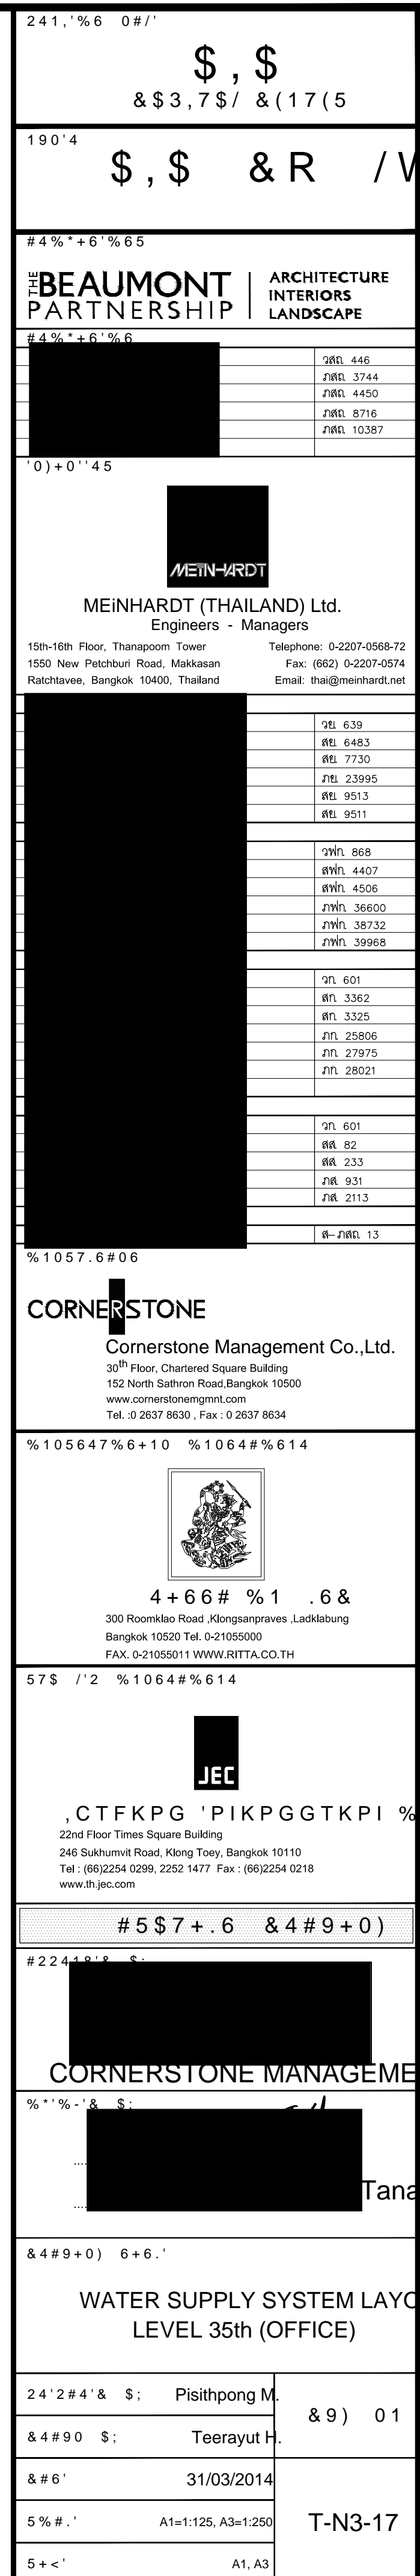 241,'%6 0#/'
$,$
&$3,7$/ &(17(5
190'4
$,$ &R /W
#4%*+6'%65
THE BEAUMONT PARTNERSHIP
ARCHITECTURE
INTERIORS
LANDSCAPE
#4%*+6'%6
วสถ. 446
ภสถ. 3744
ภสถ. 4450
ภสถ. 8716
ภสถ. 10387
'0)+0''45
MEiNHARDT
MEiNHARDT (THAILAND) Ltd.
Engineers - Managers
15th-16th Floor, Thanapoom Tower Telephone: 0-2207-0568-72
1550 New Petchburi Road, Makkasan Fax: (662) 0-2207-0574
Ratchtavee, Bangkok 10400, Thailand Email: thai@meinhardt.net
วย. 639
สย. 6483
สย. 7730
ภย. 23995
สย. 9513
สย. 9511
วฟก. 868
สฟก. 4407
สฟก. 4506
ภฟก. 36600
ภฟก. 38732
ภฟก. 39968
วก. 601
สก. 3362
สก. 3325
ภก. 25806
ภก. 27975
ภก. 28021
วก. 601
สส. 82
สส. 233
ภส. 931
ภส. 2113
ส-ภสถ. 13
%1057.6#06
CORNERSTONE
Cornerstone Management Co.,Ltd.
30th Floor, Chartered Square Building
152 North Sathron Road,Bangkok 10500
www.cornerstonemgmnt.com
Tel. :0 2637 8630 , Fax : 0 2637 8634
%105647%6+10 %1064#%614
4+66# %1 .6&
300 Roomklao Road ,Klongsanpraves ,Ladklabung
Bangkok 10520 Tel. 0-21055000
FAX. 0-21055011 WWW.RITTA.CO.TH
57$ /'2 %1064#%614
JEC
,CTFKPG 'PIKPGGTKPI %
22nd Floor Times Square Building
246 Sukhumvit Road, Klong Toey, Bangkok 10110
Tel : (66)2254 0299, 2252 1477 Fax : (66)2254 0218
www.th.jec.com
#5$7+.6 &4#9+0)
#22418'& $;
CORNERSTONE MANAGEME
%*'%-'& $;
Tana
&4#9+0) 6+6.'
WATER SUPPLY SYSTEM LAYO
LEVEL 35th (OFFICE)
24'2#4'& $; Pisithpong M.
&9) 01
&4#90 $; Teerayut H.
&#6' 31/03/2014
5%#.' A1=1:125, A3=1:250
T-N3-17
5+<' A1, A3